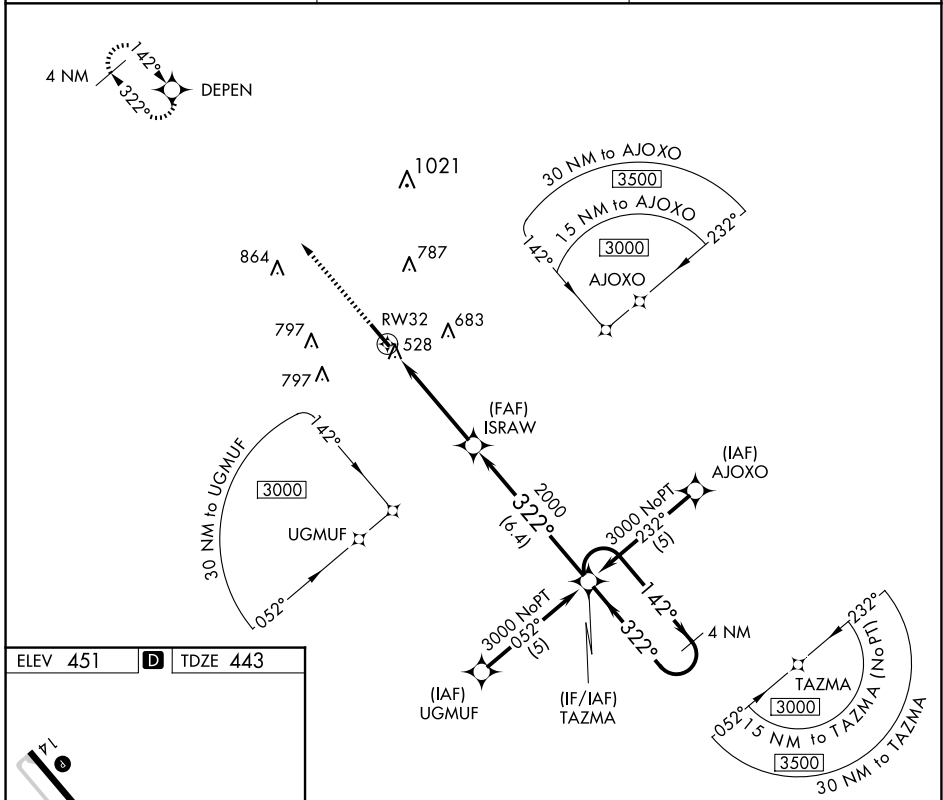 4 NM
142°
322°
DEPEN
1021
30 NM to AJOXO
3500
15 NM to AJOXO
3000
142°
232°
AJOXO
864
787
RW32
683
797
528
797
(FAF)
ISRAW
30 NM to UGMUF
142°
3000
UGMUF
052°
(IAF)
AJOXO
2000
322°
(6.4)
3000 NoPT
232°
(5)
3000 NoPT
052°
(5)
142°
322°
4 NM
(IAF)
UGMUF
(IF/IAF)
TAZMA
232°
TAZMA
052°
3000
15 NM to TAZMA (NoPT)
3500
30 NM to TAZMA
ELEV 451
D
TDZE 443
14
P